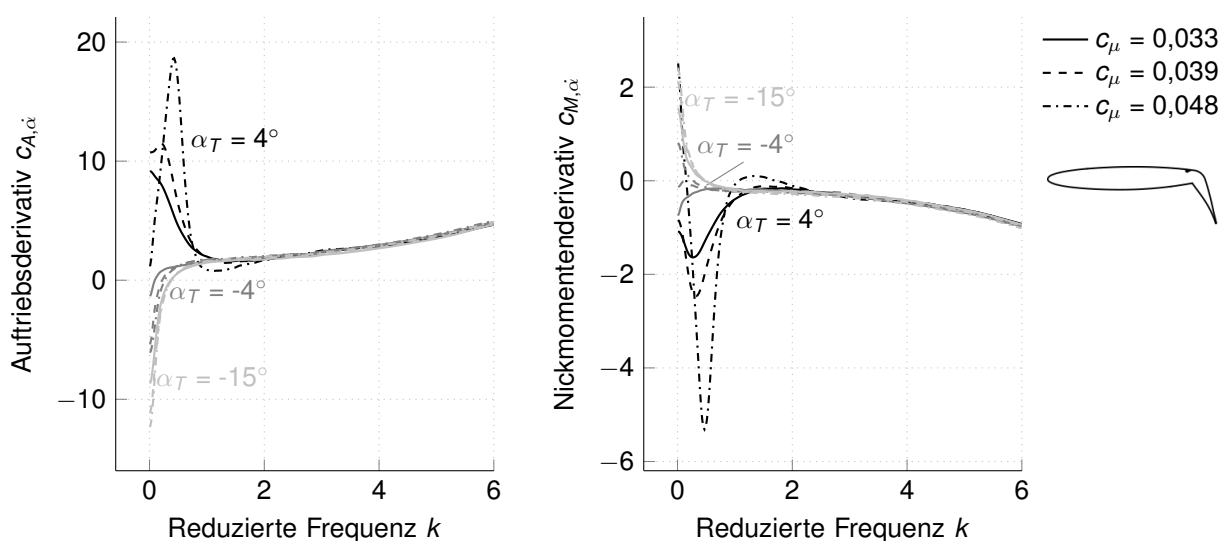 20
10
0
−10
0
2
4
6
Auftriebsderivativ c_{A,α̇}
Reduzierte Frequenz k
α_T = 4°
α_T = -4°
α_T = -15°
2
0
−2
−4
−6
0
2
4
6
Nickmomentenderivativ c_{M,α̇}
Reduzierte Frequenz k
α_T = -15°
α_T = -4°
α_T = 4°
c_μ = 0,033
c_μ = 0,039
c_μ = 0,048